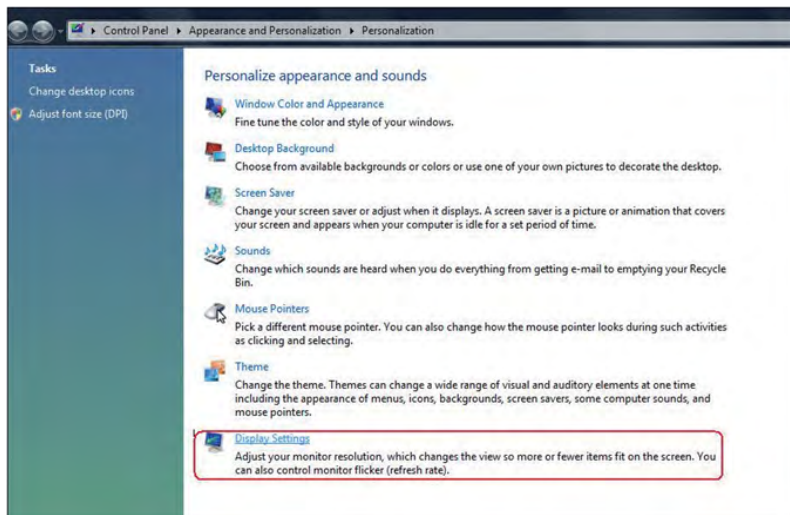 Control Panel ▸ Appearance and Personalization ▸ Personalization
Tasks
Change desktop icons
Adjust font size (DPI)
Personalize appearance and sounds
Window Color and Appearance
Fine tune the color and style of your windows.
Desktop Background
Choose from available backgrounds or colors or use one of your own pictures to decorate the desktop.
Screen Saver
Change your screen saver or adjust when it displays. A screen saver is a picture or animation that covers
your screen and appears when your computer is idle for a set period of time.
Sounds
Change which sounds are heard when you do everything from getting e-mail to emptying your Recycle
Bin.
Mouse Pointers
Pick a different mouse pointer. You can also change how the mouse pointer looks during such activities
as clicking and selecting.
Theme
Change the theme. Themes can change a wide range of visual and auditory elements at one time
including the appearance of menus, icons, backgrounds, screen savers, some computer sounds, and
mouse pointers.
Display Settings
Adjust your monitor resolution, which changes the view so more or fewer items fit on the screen. You
can also control monitor flicker (refresh rate).